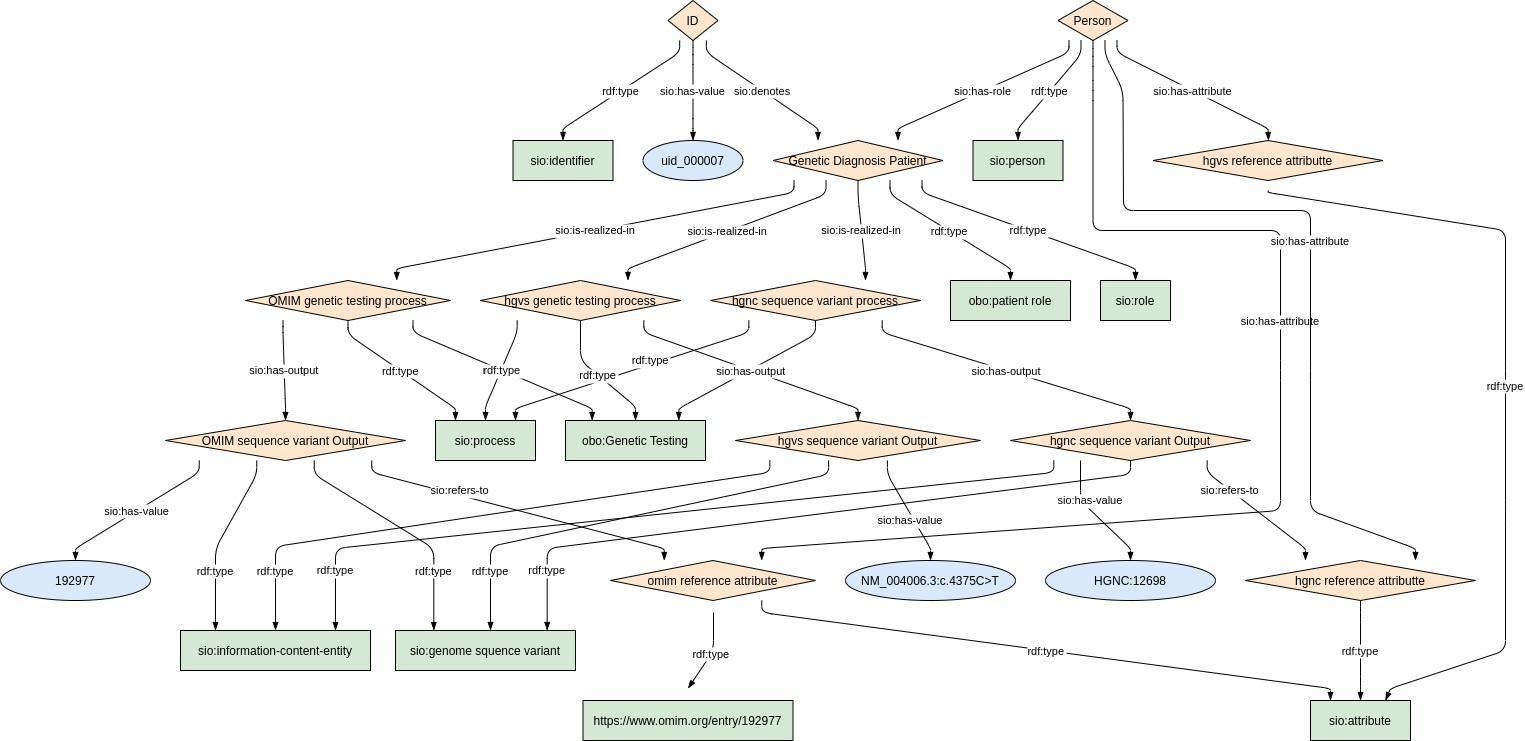 ID
Person
rdf:type
sio:has-value
sio:denotes
sio:has-role
rdf:type
sio:has-attribute
sio:identifier
uid_000007
Genetic Diagnosis Patient
sio:person
hgvs reference attributte
sio:is-realized-in
sio:is-realized-in
sio:is-realized-in
rdf:type
rdf:type
sio:has-attribute
OMIM genetic testing process
hgvs genetic testing process
hgnc sequence variant process
obo:patient role
sio:role
sio:has-attribute
sio:has-output
rdf:type
rdf:type
rdf:type
rdf:type
sio:has-output
sio:has-output
rdf:type
OMIM sequence variant Output
sio:process
obo:Genetic Testing
hgvs sequence variant Output
hgnc sequence variant Output
sio:has-value
sio:refers-to
sio:has-value
sio:has-value
sio:refers-to
192977
rdf:type
rdf:type
rdf:type
rdf:type
rdf:type
rdf:type
omim reference attribute
NM_004006.3:c.4375C>T
HGNC:12698
hgnc reference attributte
sio:information-content-entity
sio:genome squence variant
rdf:type
rdf:type
rdf:type
https://www.omim.org/entry/192977
sio:attribute